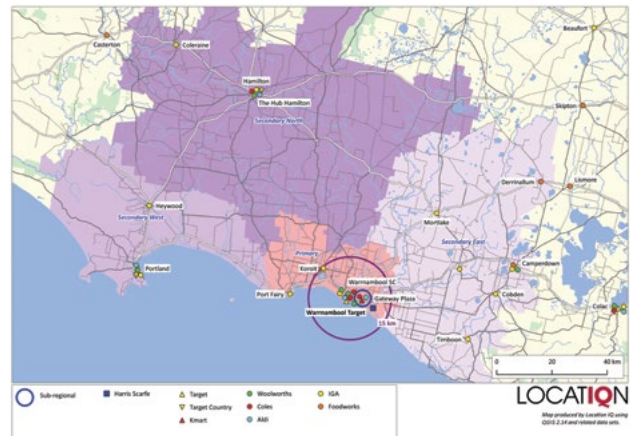 Beaufort
Casterton
Coleraine
Hamilton
The Hub Hamilton
Skipton
Secondary North
Derrinallum
Lismore
Heywood
Secondary West
Mortlake
Secondary East
Primary
Portland
Koroit
Camperdown
Warrnambool SC
Port Fairy
Gateway Plaza
Cobden
Colac
Warrnambool Target
15 km
Timboon
0 20 40 km
Sub-regional
Harris Scarfe
Target
Target Country
Kmart
Woolworths
Coles
Aldi
IGA
Foodworks
LOCATIQN
Map produced by Location IQ using
QGIS 2.14 and related data sets.